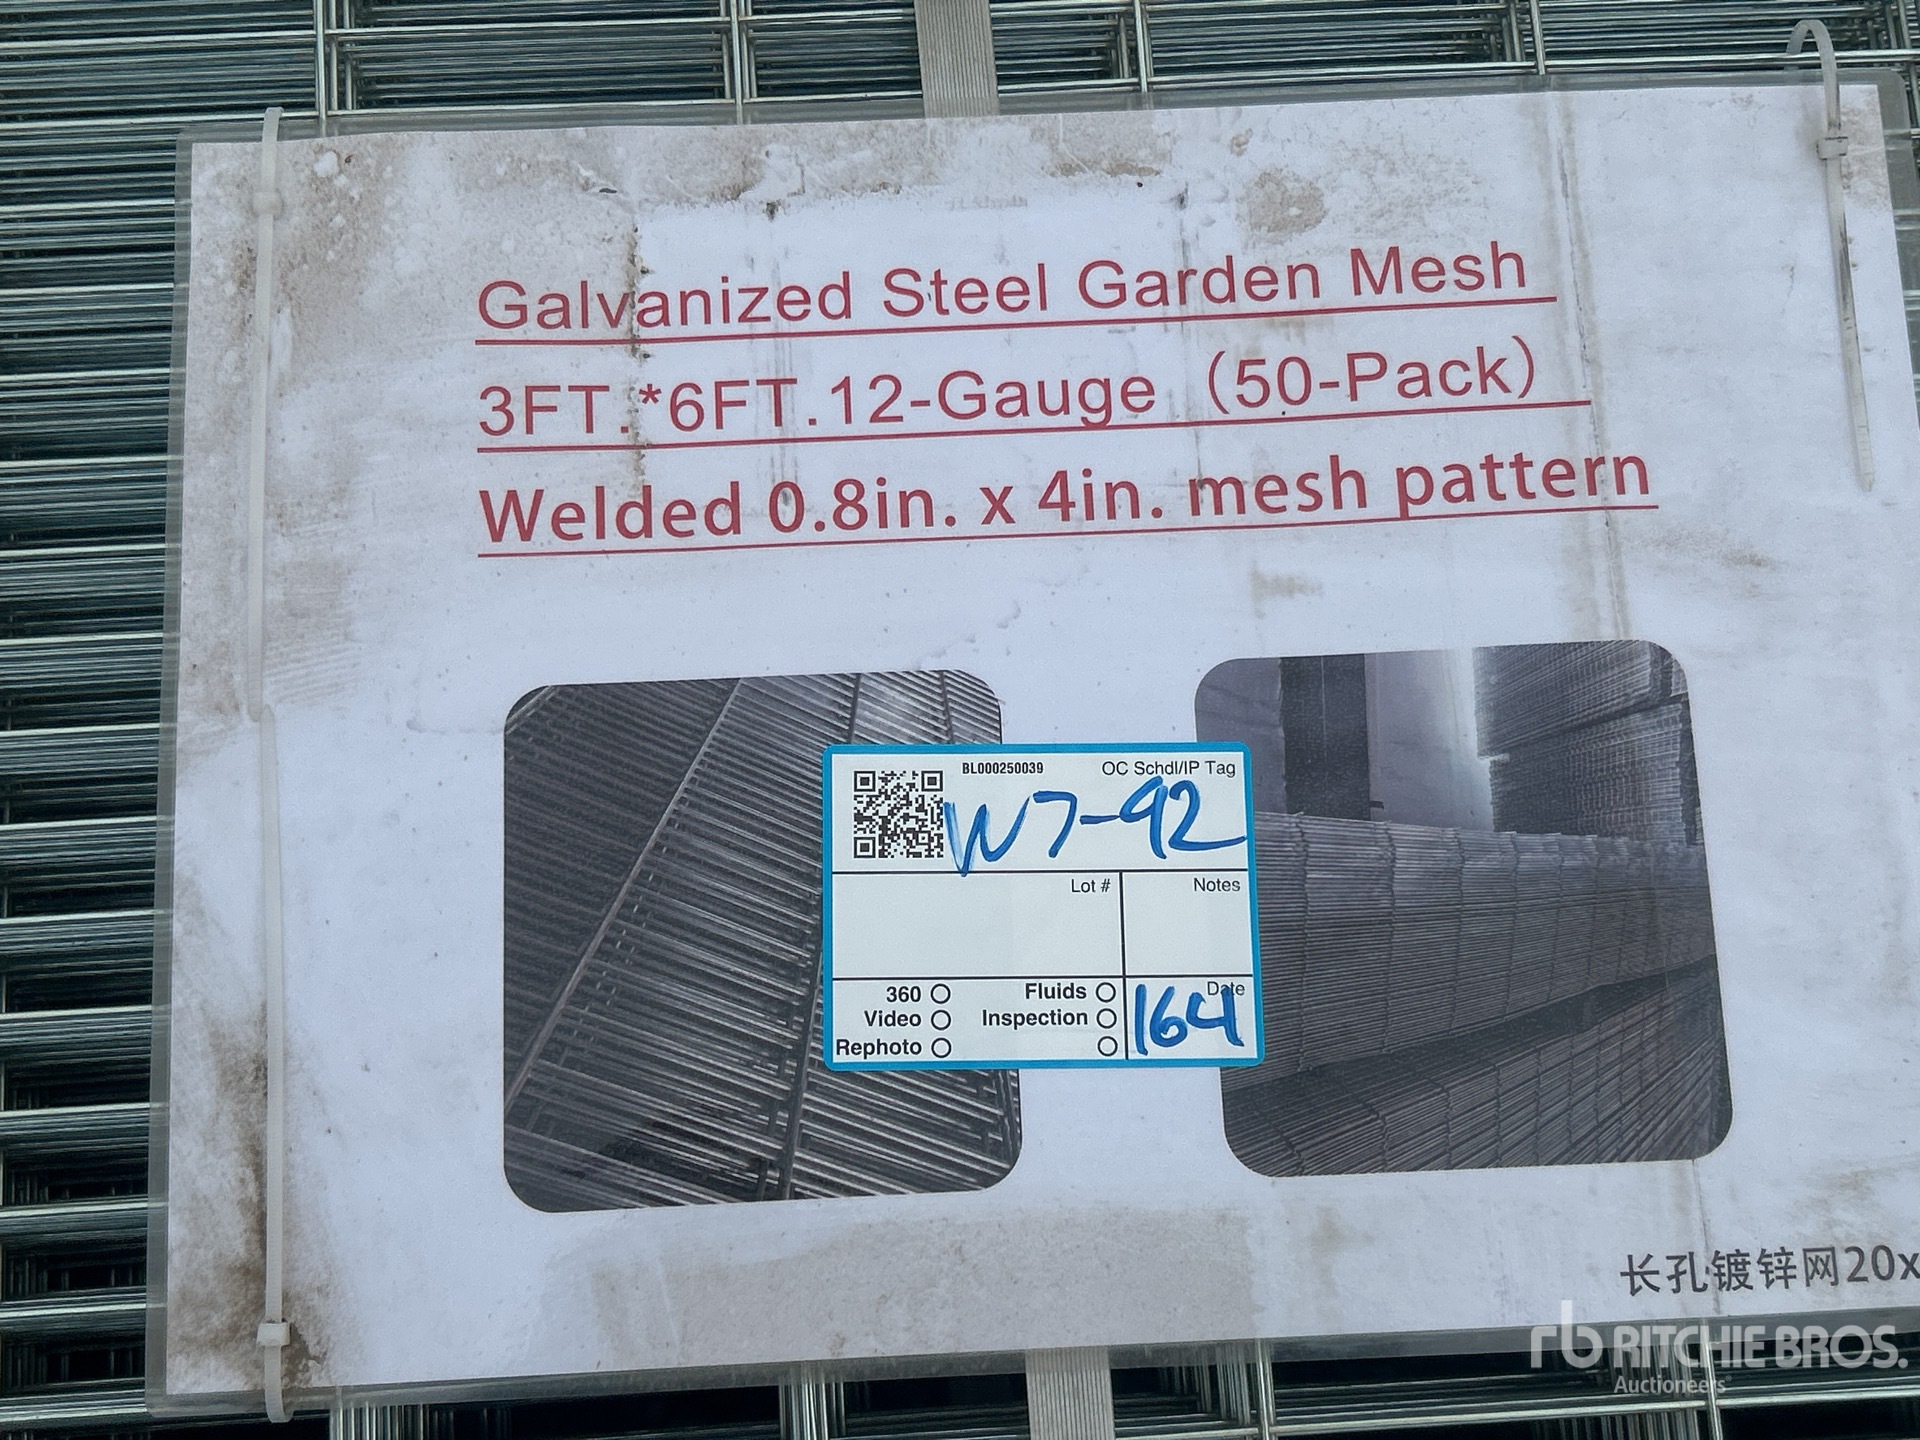 Galvanized Steel Garden Mesh
3FT.*6FT.12-Gauge（50-Pack）
Welded 0.8in. x 4in. mesh pattern
BL000250039
OC Schdl/IP Tag
W7-92
Lot #
Notes
360
Fluids
Date
Video
Inspection
164
Rephoto
长孔镀锌网20x
rb RITCHIE BROS.
Auctioneers